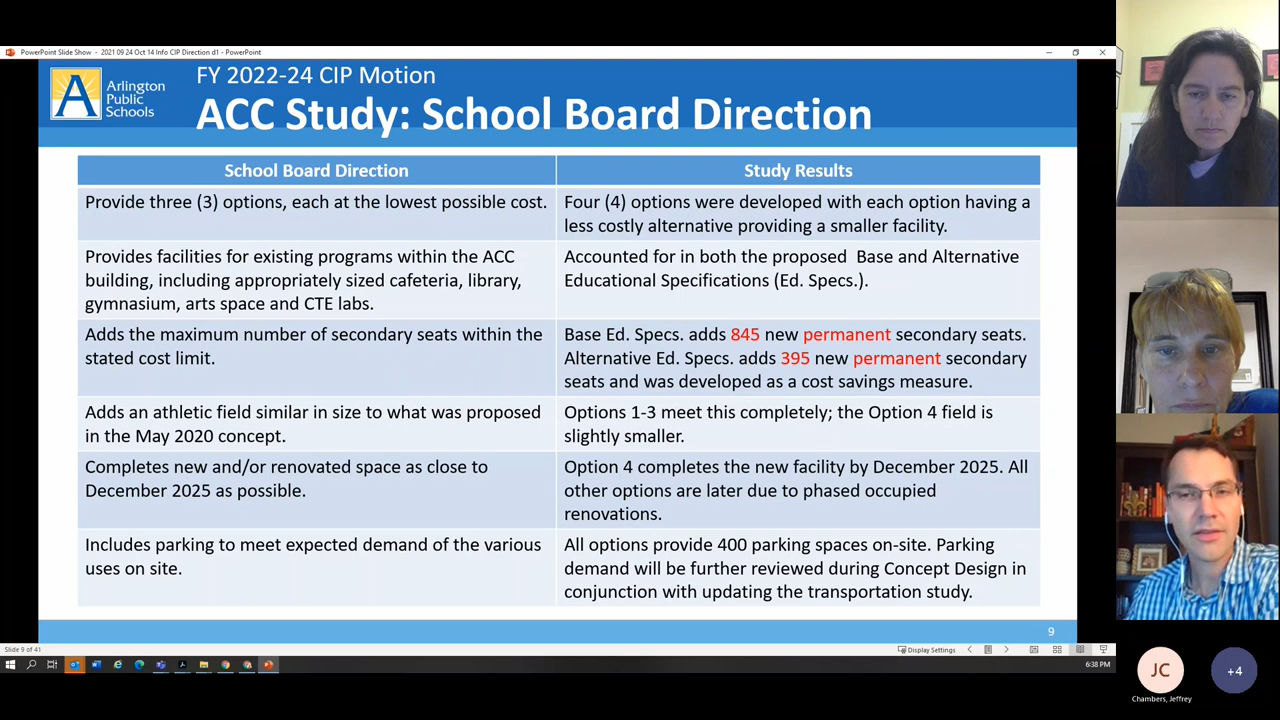 PowerPoint Slide Show - 2021 09 24 Oct 14 Info CIP Direction d1 - PowerPoint
Arlington
Public
Schools
FY 2022-24 CIP Motion
ACC Study: School Board Direction
School Board Direction
Study Results
Provide three (3) options, each at the lowest possible cost.
Four (4) options were developed with each option having a
less costly alternative providing a smaller facility.
Provides facilities for existing programs within the ACC
building, including appropriately sized cafeteria, library,
gymnasium, arts space and CTE labs.
Accounted for in both the proposed  Base and Alternative
Educational Specifications (Ed. Specs.).
Adds the maximum number of secondary seats within the
stated cost limit.
Base Ed. Specs. adds 845 new permanent secondary seats.
Alternative Ed. Specs. adds 395 new permanent secondary
seats and was developed as a cost savings measure.
Adds an athletic field similar in size to what was proposed
in the May 2020 concept.
Options 1-3 meet this completely; the Option 4 field is
slightly smaller.
Completes new and/or renovated space as close to
December 2025 as possible.
Option 4 completes the new facility by December 2025. All
other options are later due to phased occupied
renovations.
Includes parking to meet expected demand of the various
uses on site.
All options provide 400 parking spaces on-site. Parking
demand will be further reviewed during Concept Design in
conjunction with updating the transportation study.
9
Slide 9 of 41
Display Settings
6:38 PM
JC
+4
Chambers, Jeffrey